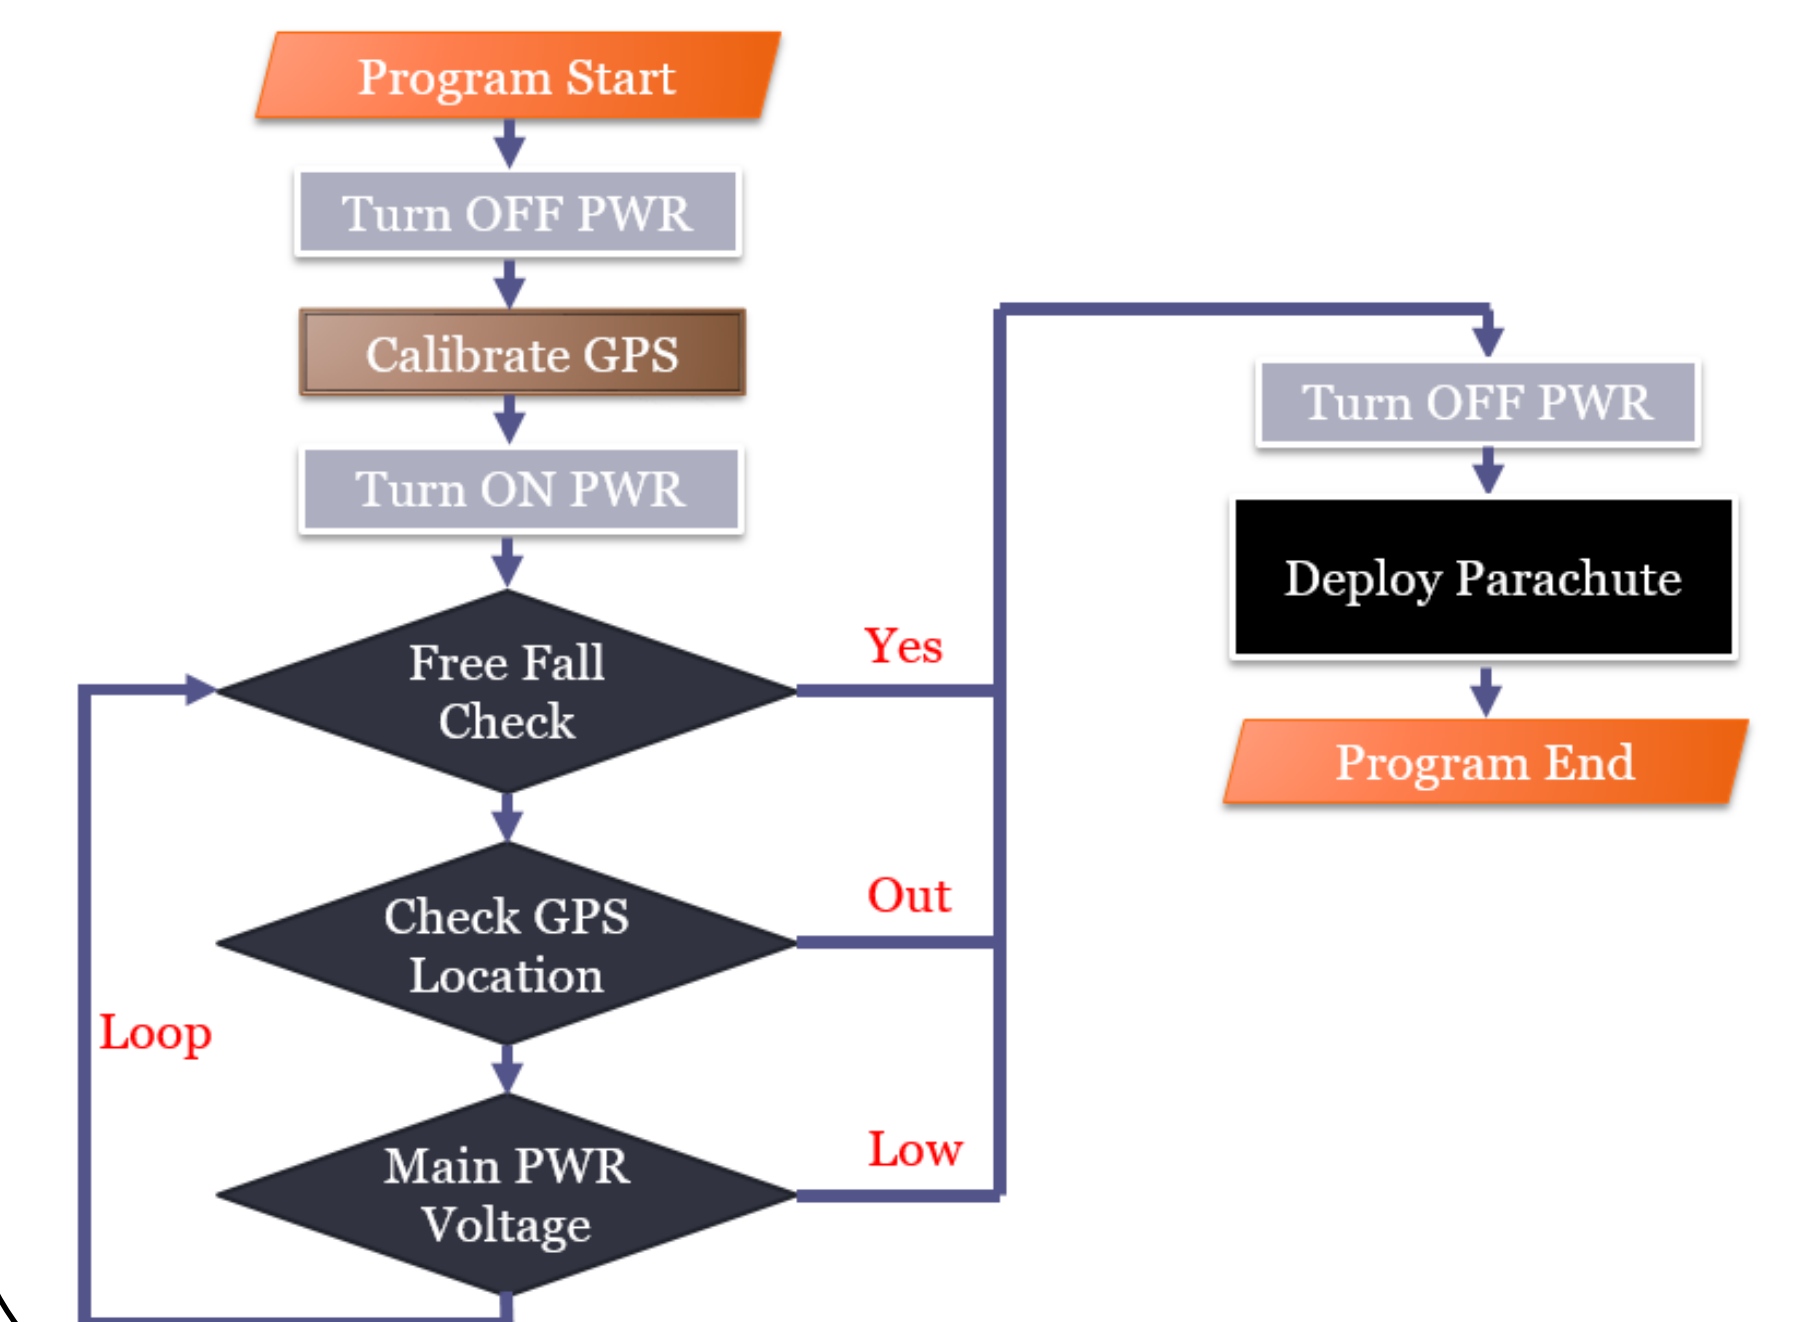 Program Start
Turn OFF PWR
Calibrate GPS
Turn ON PWR
Free Fall
Check
Yes
Check GPS
Location
Out
Loop
Main PWR
Voltage
Low
Turn OFF PWR
Deploy Parachute
Program End